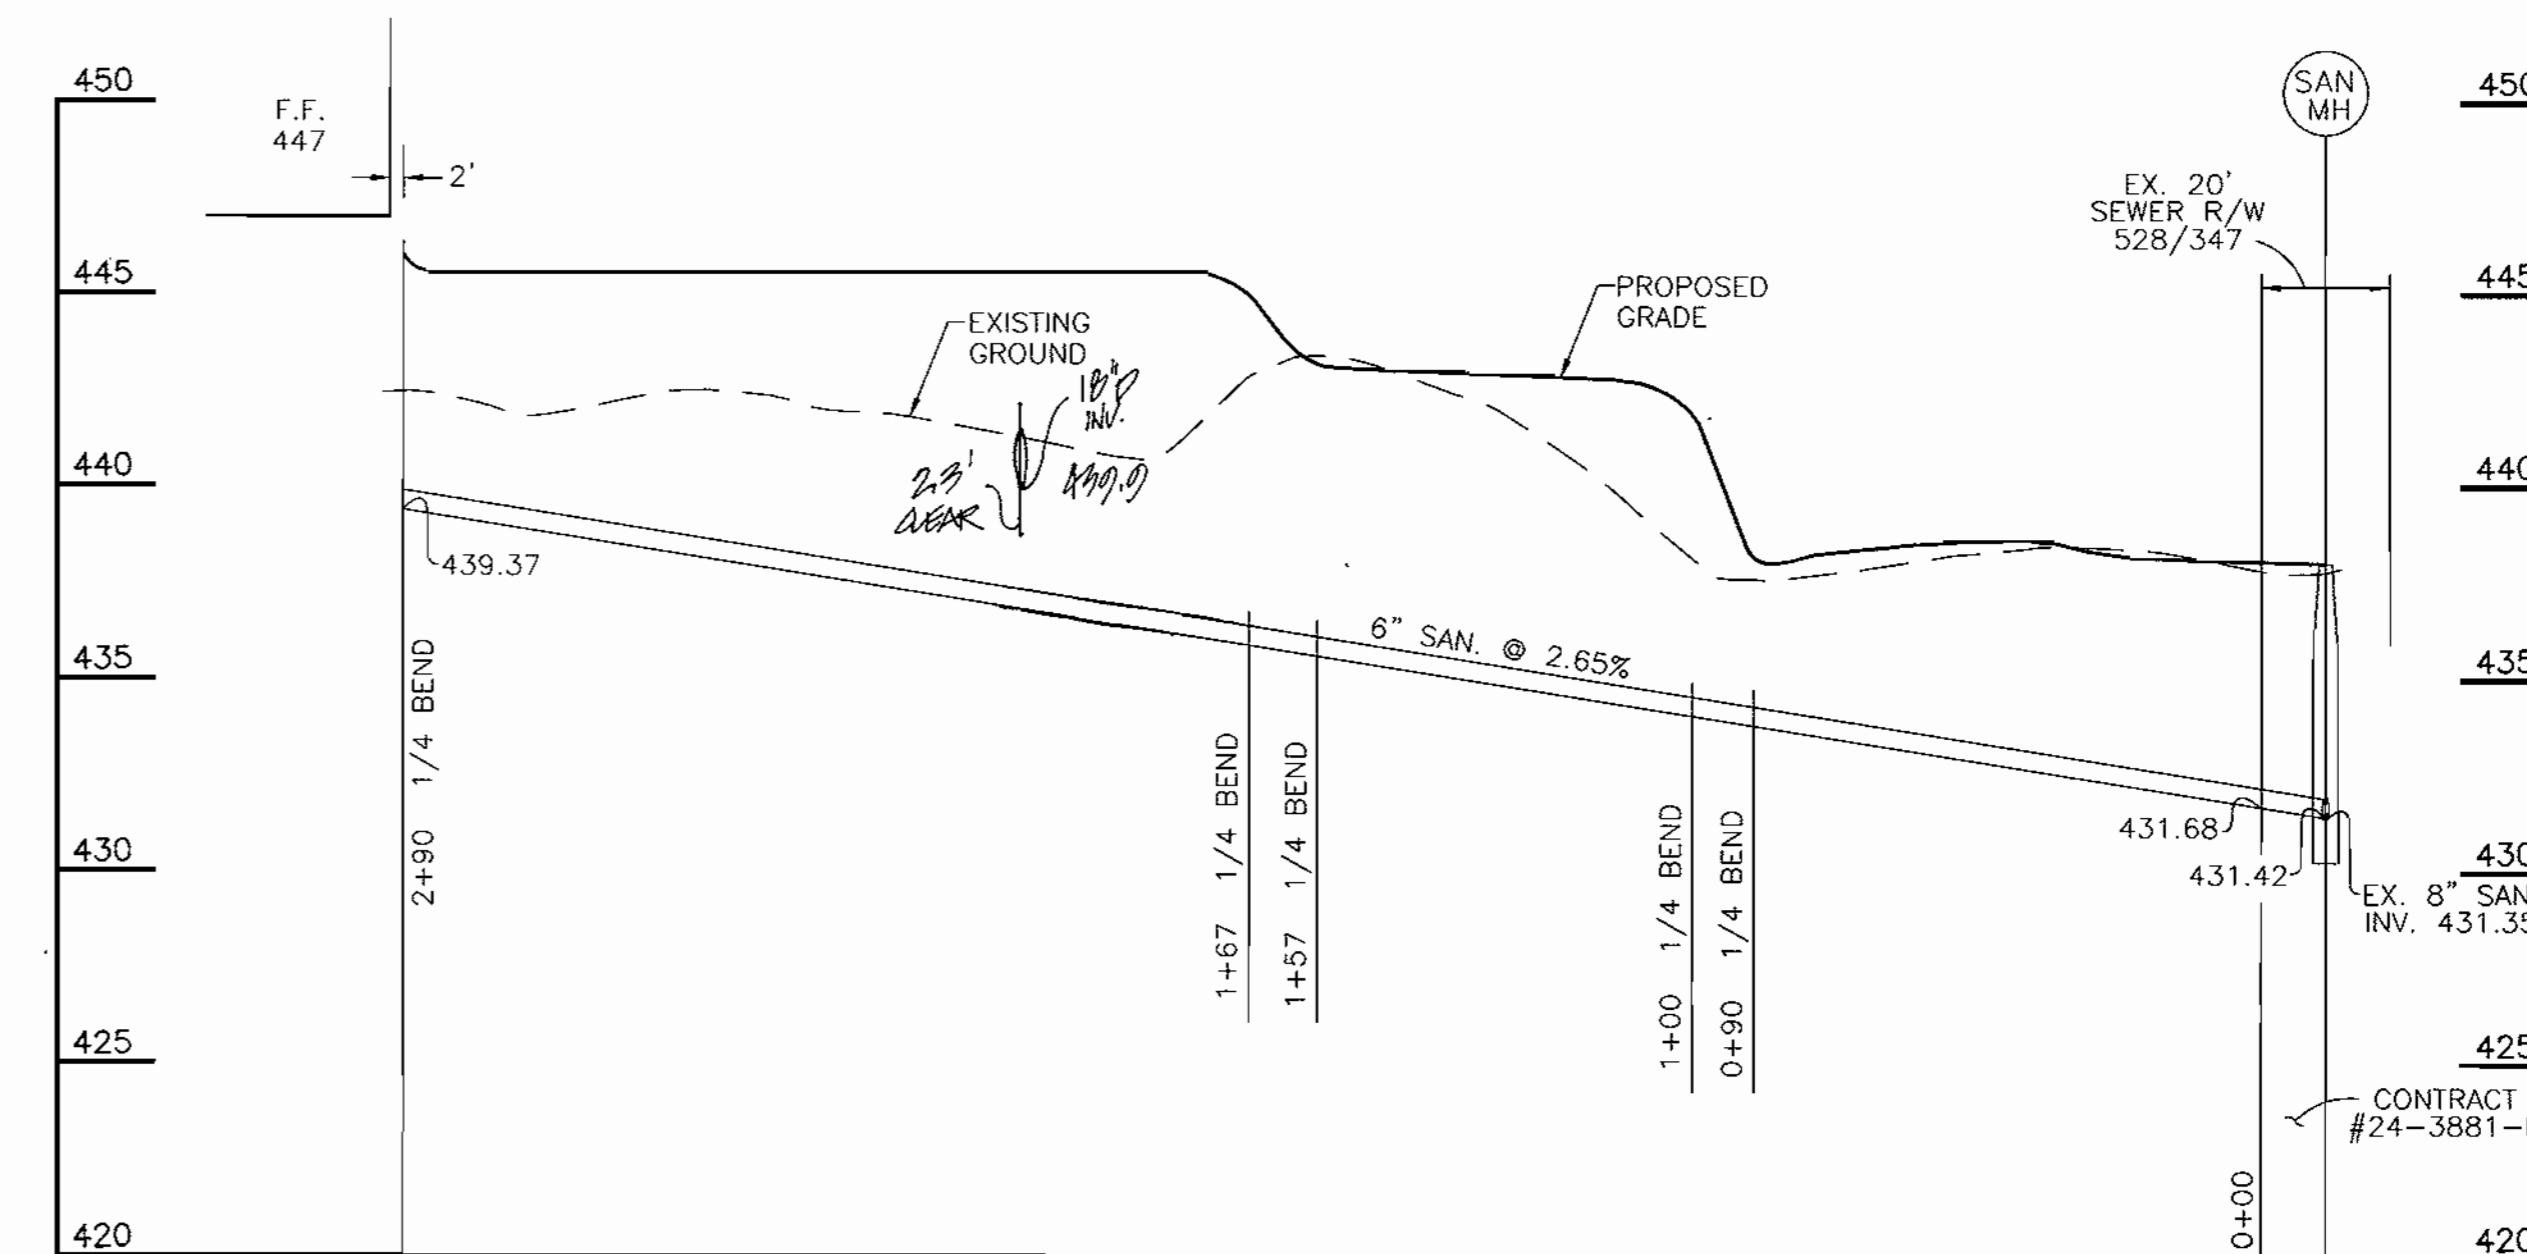 450
445
440
435
430
425
420
F.F.
447
2'
EXISTING
GROUND
18"
INV.
439.9
2.3'
CLEAR
439.37
2+90 1/4 BEND
1+67 1/4 BEND
1+57 1/4 BEND
PROPOSED
GRADE
6" SAN. @ 2.65%
1+00 1/4 BEND
0+90 1/4 BEND
SAN
MH
EX. 20'
SEWER R/W
528/347
431.68
431.42
EX. 8" SAN
INV. 431.35
CONTRACT
#24-3881-
0+00
450
445
440
435
430
425
420